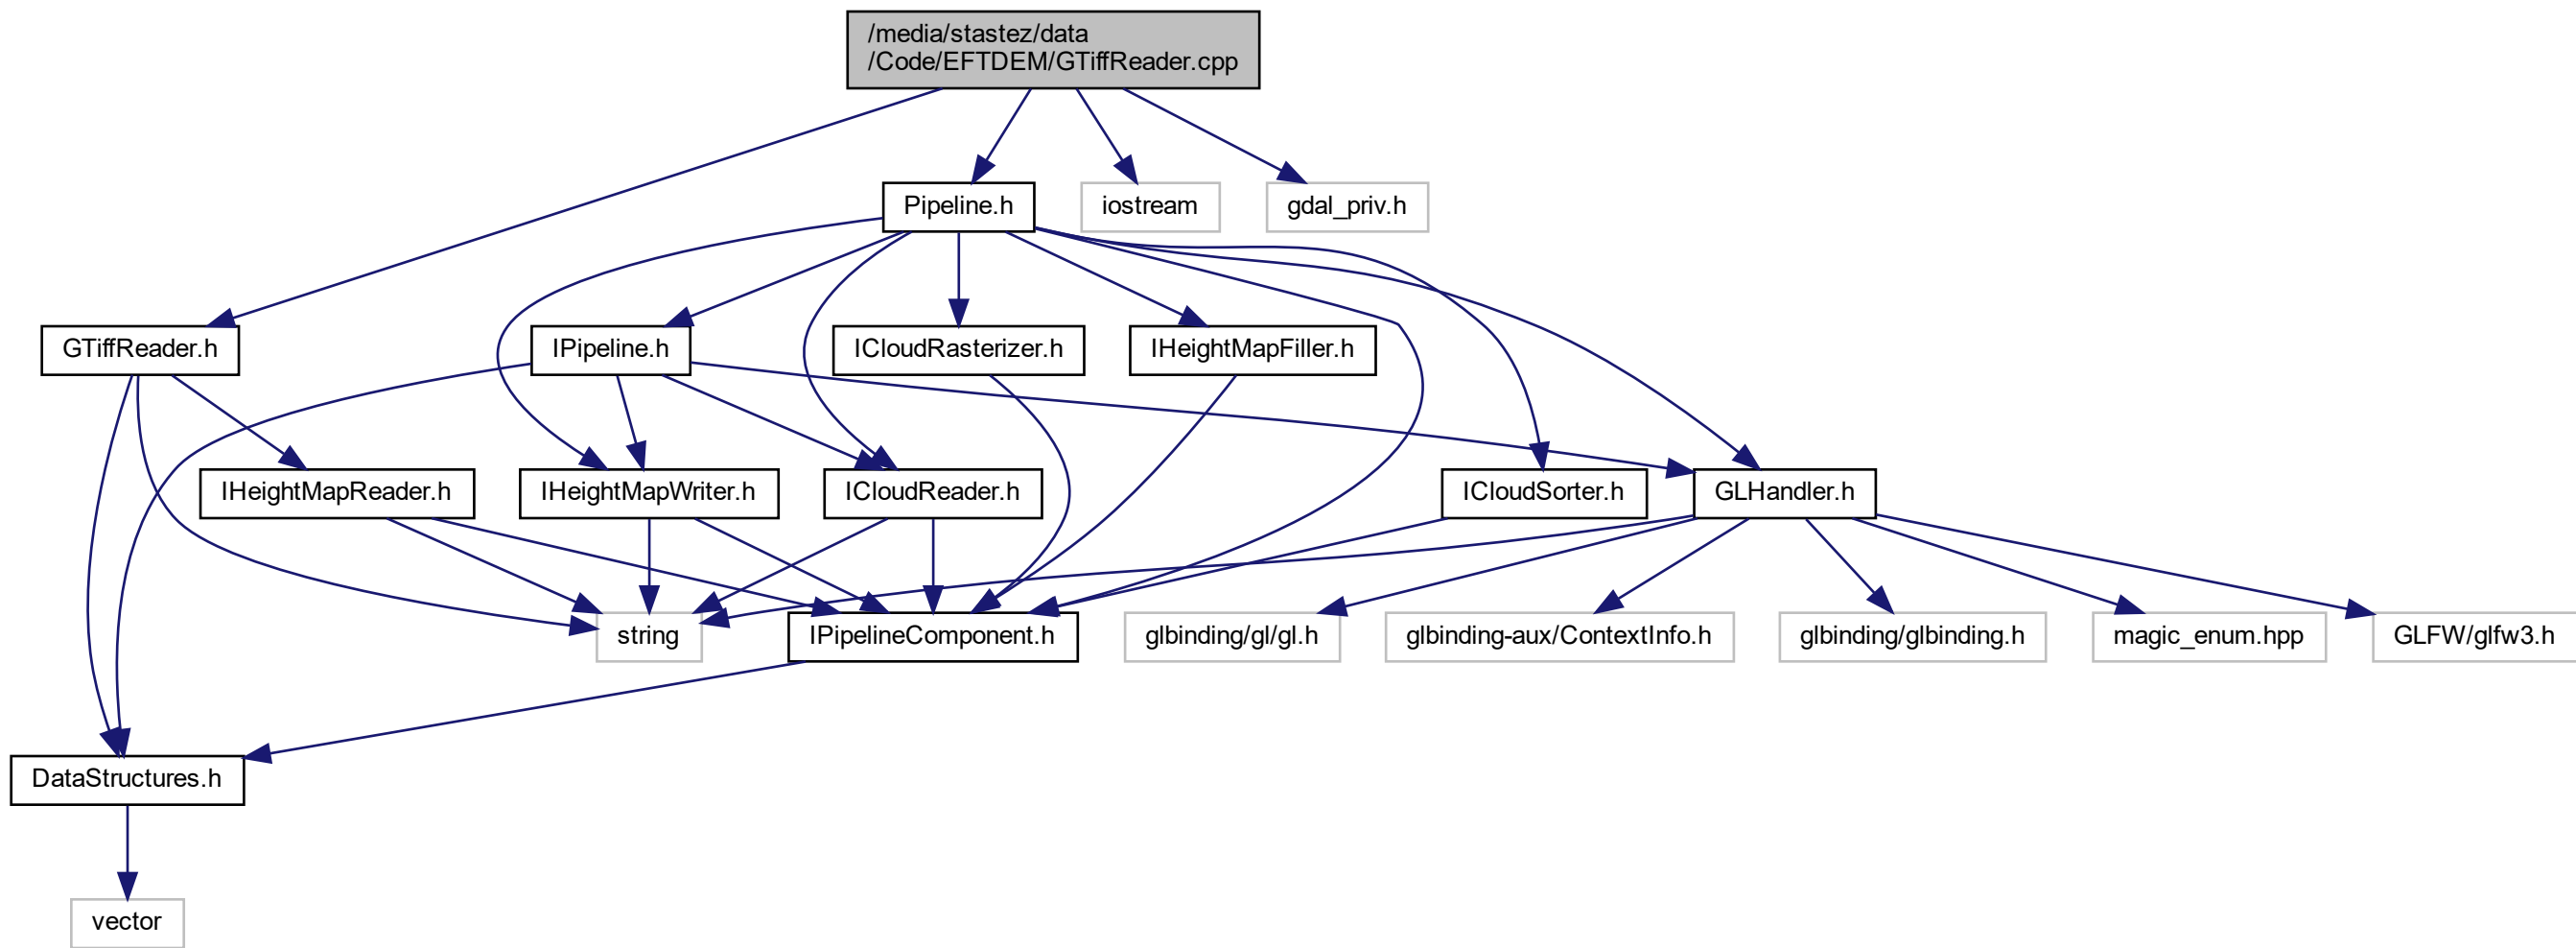 /media/stastez/data
/Code/EFTDEM/GTiffReader.cpp
Pipeline.h
iostream
gdal_priv.h
GTiffReader.h
IPipeline.h
ICloudRasterizer.h
IHeightMapFiller.h
IHeightMapReader.h
IHeightMapWriter.h
ICloudReader.h
ICloudSorter.h
GLHandler.h
string
IPipelineComponent.h
glbinding/gl/gl.h
glbinding-aux/ContextInfo.h
glbinding/glbinding.h
magic_enum.hpp
GLFW/glfw3.h
DataStructures.h
vector